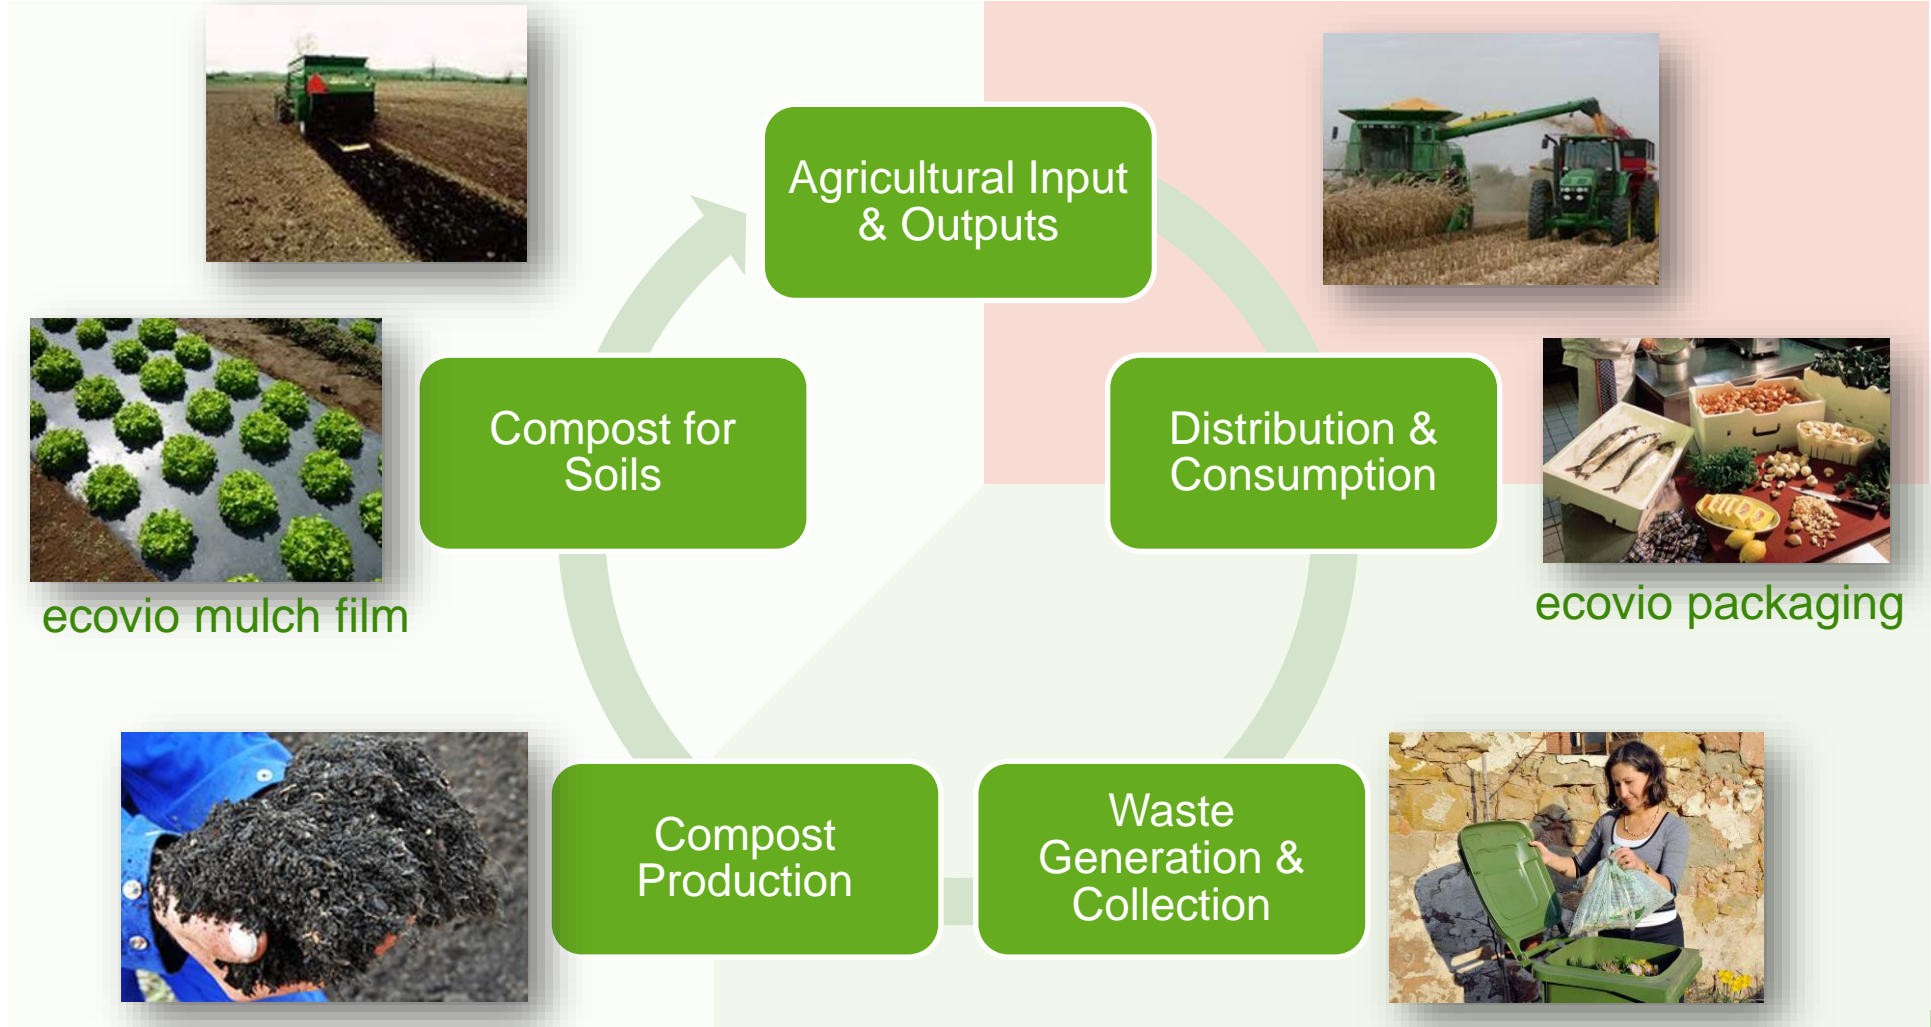 Agricultural Input
& Outputs
Distribution &
Consumption
ecovio packaging
Waste
Generation &
Collection
Compost
Production
Compost for
Soils
ecovio mulch film